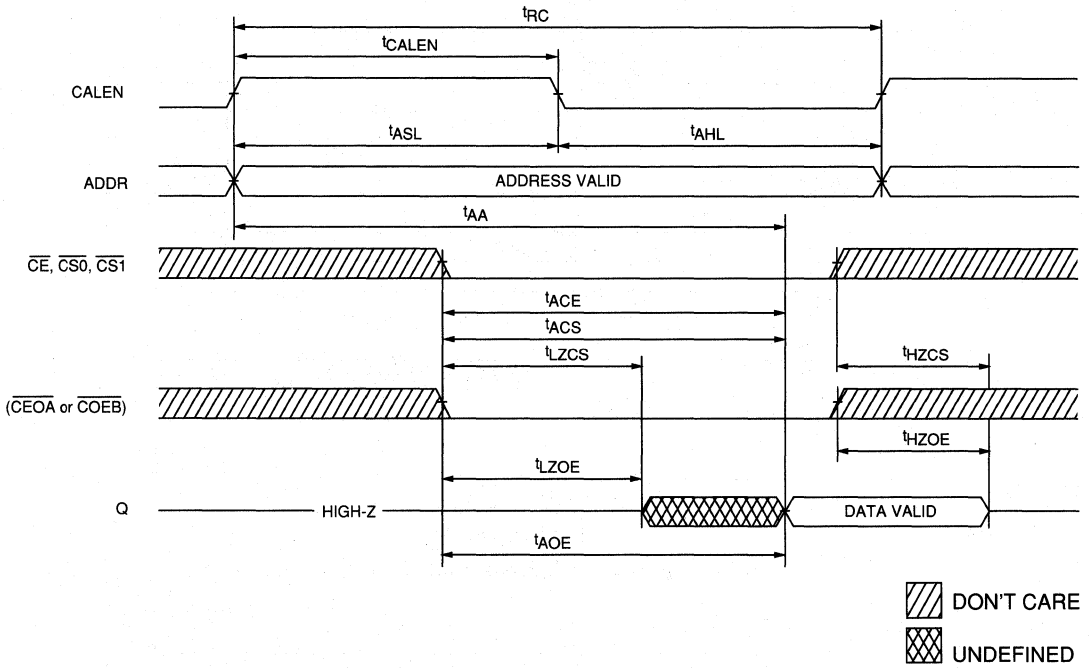 tRC
tCALEN
CALEN
tASL
tAHL
ADDR
ADDRESS VALID
tAA
CE, CS0, CS1
tACE
tACS
tLZCS
tHZCS
(CEOA or COEB)
tHZOE
tLZOE
Q
HIGH-Z
DATA VALID
tAOE
DON'T CARE
UNDEFINED